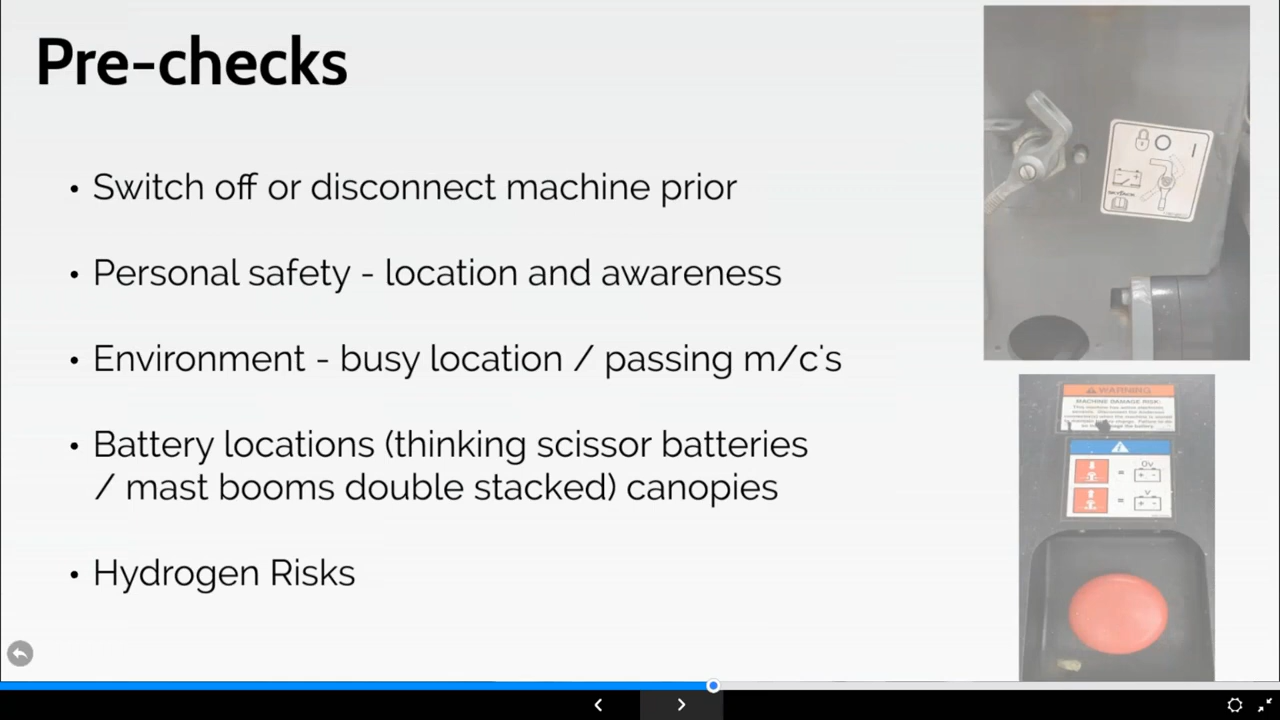 Pre-checks
• Switch off or disconnect machine prior
• Personal safety - location and awareness
• Environment - busy location / passing m/c's
• Battery locations (thinking scissor batteries
/ mast booms double stacked) canopies
• Hydrogen Risks
WARNING
MACHINE DAMAGE RISK:
0V
=
V
=